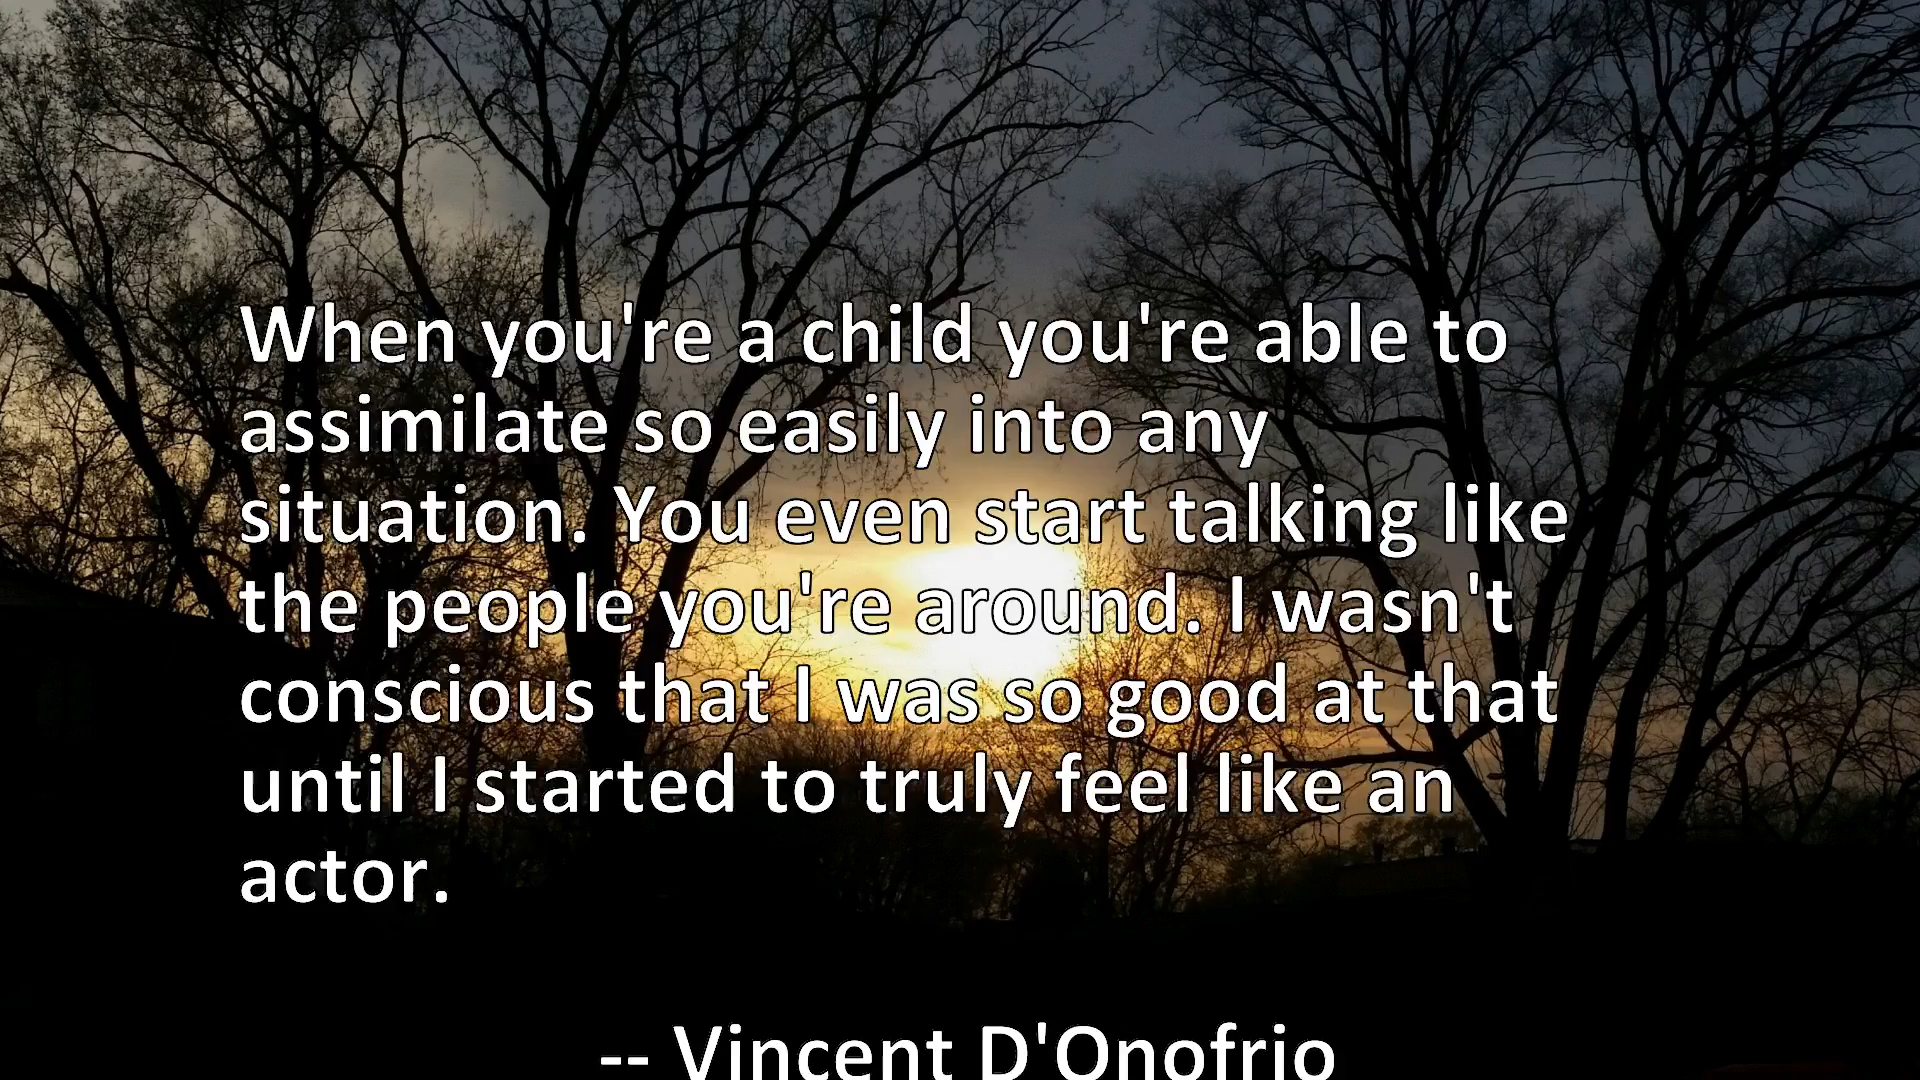 When you're a child you're able to
assimilate so easily into any
situation. You even start talking like
the people you're around. I wasn't
conscious that I was so good at that
until I started to truly feel like an
actor.
-- Vincent D'Onofrio